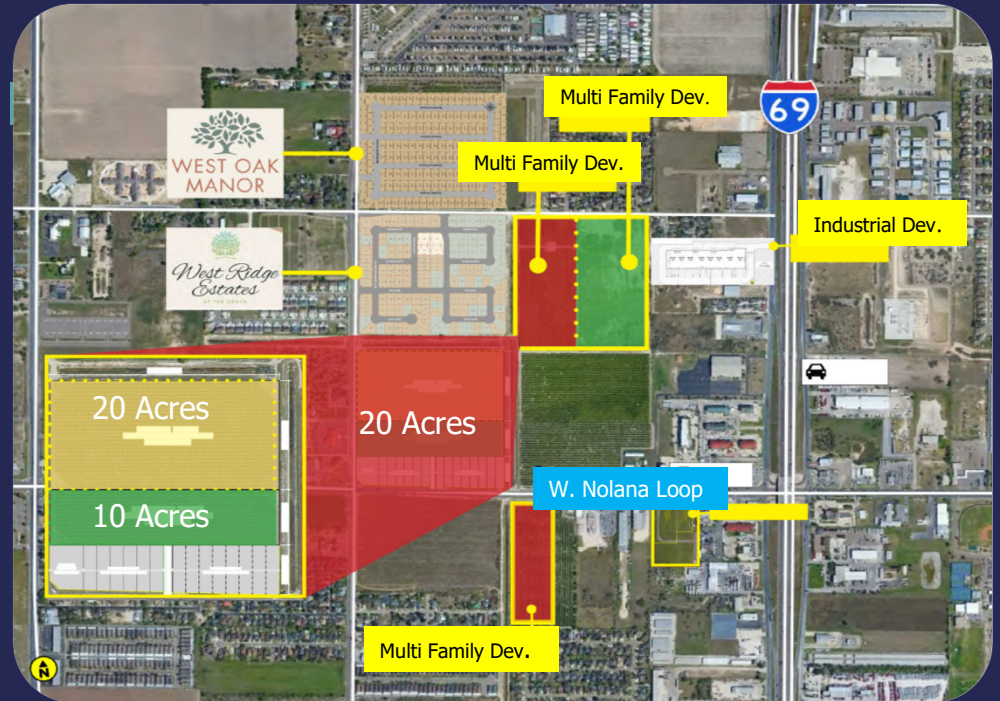 Multi Family Dev.
69
Multi Family Dev.
WEST OAK
MANOR
Industrial Dev.
West Ridge
Estates
20 Acres
20 Acres
W. Nolana Loop
10 Acres
Multi Family Dev.
N